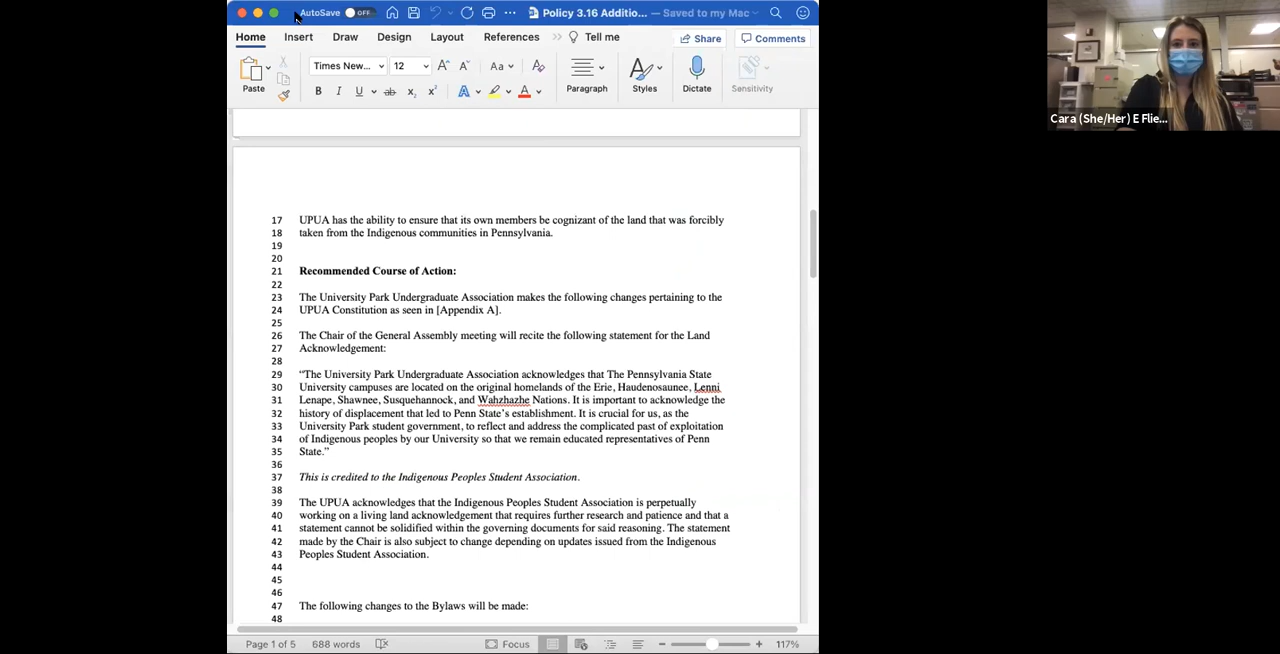 AutoSave OFF Policy 3.16 Additio... — Saved to my Mac
Home Insert Draw Design Layout References Tell me Share Comments
Times New... 12 Aa
Paste B I U ab x₂ x² A A Paragraph Styles Dictate Sensitivity
Cara (She/Her) E Flie...
17 UPUA has the ability to ensure that its own members be cognizant of the land that was forcibly
18 taken from the Indigenous communities in Pennsylvania.
19
20
21 Recommended Course of Action:
22
23 The University Park Undergraduate Association makes the following changes pertaining to the
24 UPUA Constitution as seen in [Appendix A].
25
26 The Chair of the General Assembly meeting will recite the following statement for the Land
27 Acknowledgement:
28
29 “The University Park Undergraduate Association acknowledges that The Pennsylvania State
30 University campuses are located on the original homelands of the Erie, Haudenosaunee, Lenni
31 Lenape, Shawnee, Susquehannock, and Wahzhazhe Nations. It is important to acknowledge the
32 history of displacement that led to Penn State’s establishment. It is crucial for us, as the
33 University Park student government, to reflect and address the complicated past of exploitation
34 of Indigenous peoples by our University so that we remain educated representatives of Penn
35 State.”
36
37 This is credited to the Indigenous Peoples Student Association.
38
39 The UPUA acknowledges that the Indigenous Peoples Student Association is perpetually
40 working on a living land acknowledgement that requires further research and patience and that a
41 statement cannot be solidified within the governing documents for said reasoning. The statement
42 made by the Chair is also subject to change depending on updates issued from the Indigenous
43 Peoples Student Association.
44
45
46
47 The following changes to the Bylaws will be made:
48
Page 1 of 5 688 words Focus 117%